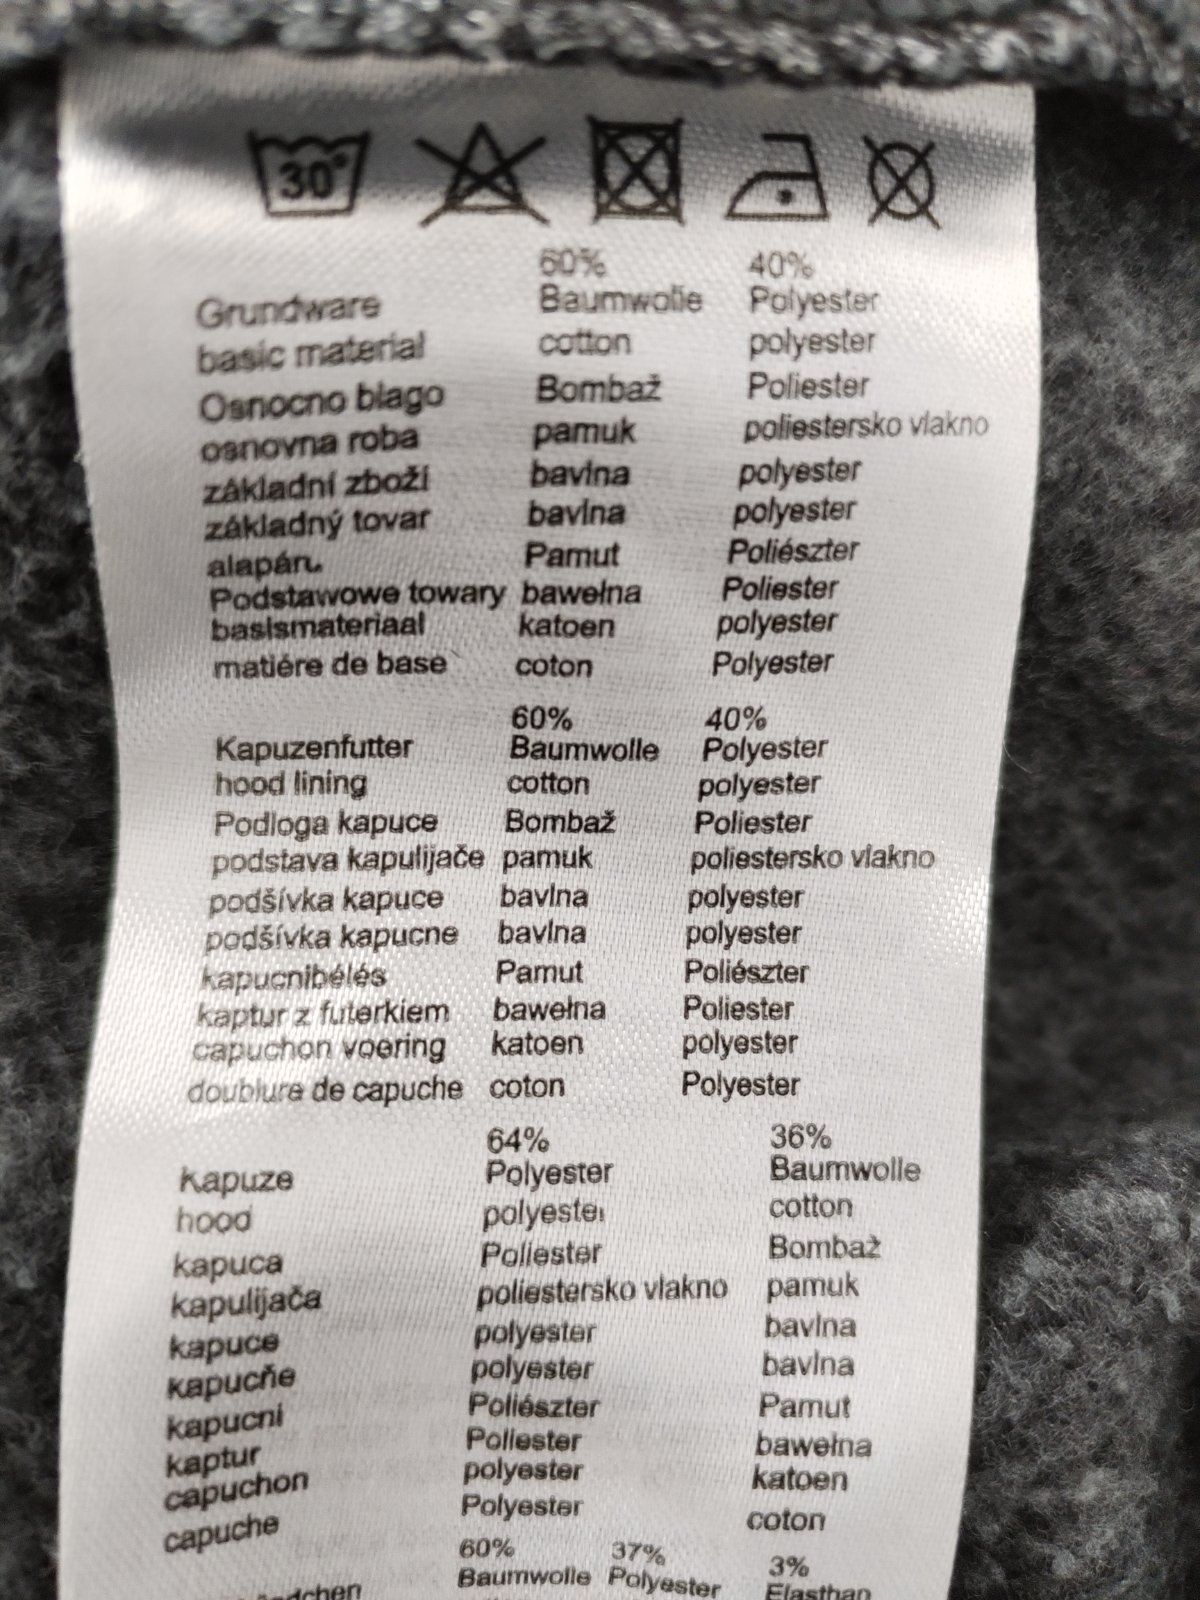 30°
60% 40%
Grundware Baumwolle Polyester
basic material cotton polyester
Osnocno blago Bombaž Poliester
osnovna roba pamuk poliestersko vlakno
základní zboží bavlna polyester
základný tovar bavlna polyester
alapán. Pamut Poliészter
Podstawowe towary bawełna Poliester
basismateriaal katoen polyester
matiére de base coton Polyester
60% 40%
Kapuzenfutter Baumwolle Polyester
hood lining cotton polyester
Podloga kapuce Bombaž Poliester
podstava kapulijače pamuk poliestersko vlakno
podšívka kapuce bavlna polyester
podšívka kapucne bavlna polyester
kapucnibélés Pamut Poliészter
kaptur z futerkiem bawełna Poliester
capuchon voering katoen polyester
doublure de capuche coton Polyester
64% 36%
Kapuze Polyester Baumwolle
hood polyester cotton
kapuca Poliester Bombaž
kapulijača poliestersko vlakno pamuk
kapuce polyester bavlna
kapucňe polyester bavlna
kapucni Poliészter Pamut
kaptur Poliester bawełna
capuchon polyester katoen
capuche Polyester coton
60% 37% 3%
Baumwolle Polyester Elasthan